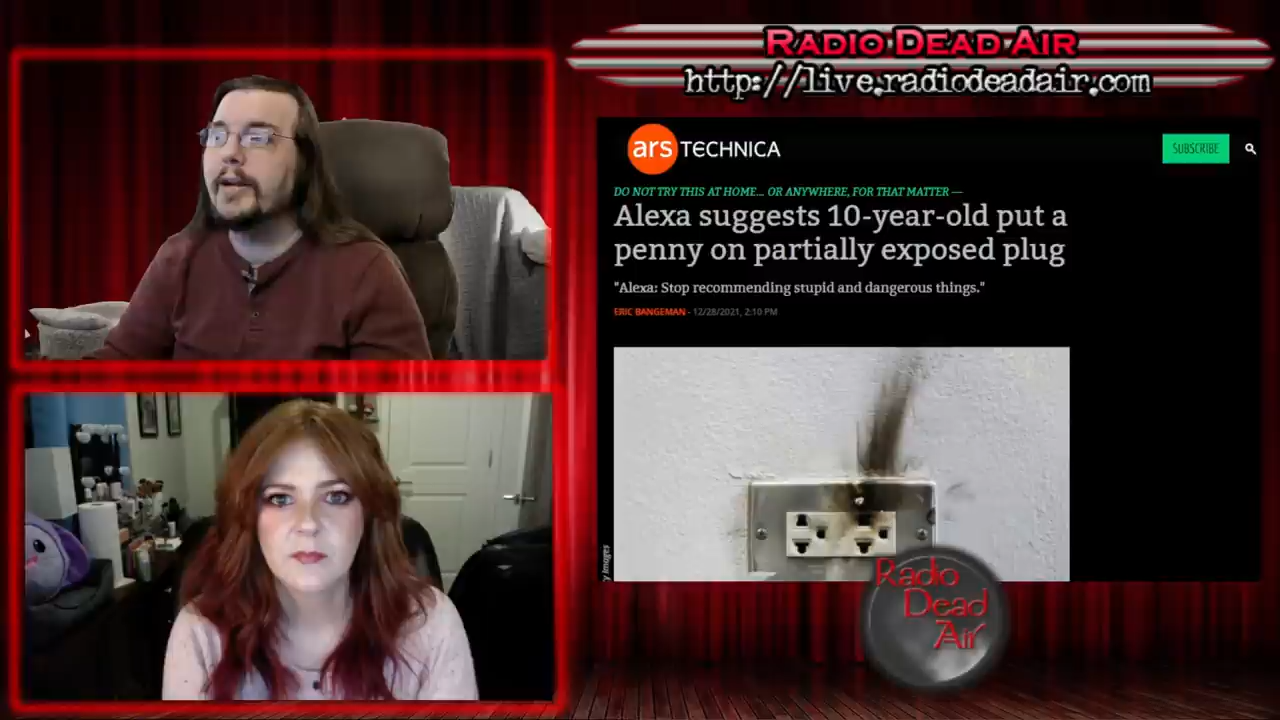 Radio Dead Air
http://live.radiodeadair.com
ars TECHNICA
SUBSCRIBE
DO NOT TRY THIS AT HOME... OR ANYWHERE, FOR THAT MATTER —
Alexa suggests 10-year-old put a
penny on partially exposed plug
"Alexa: Stop recommending stupid and dangerous things."
ERIC BANGEMAN - 12/28/2021, 2:10 PM
y Images
Radio
Dead
Air